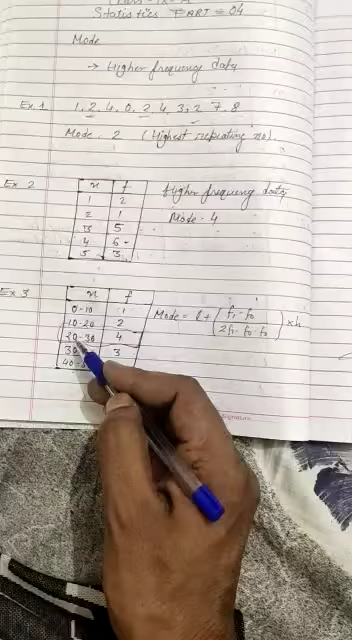 Statistics PART = 04
Mode
→ Higher frequency data
Ex. 1 1, 2, 4, 0, 2, 4, 3, 2 7, 8
Mode. 2 (Highest repeating no)
Ex 2 x f Higher frequency data
1 2 Mode - 4
2 1
3 5
4 6
5 3
Ex 3 x f
0-10 1 Mode = l + (f1 - f0 / 2f1 - f0 - f0) x h
10-20 2
20-30 4
30 3
40